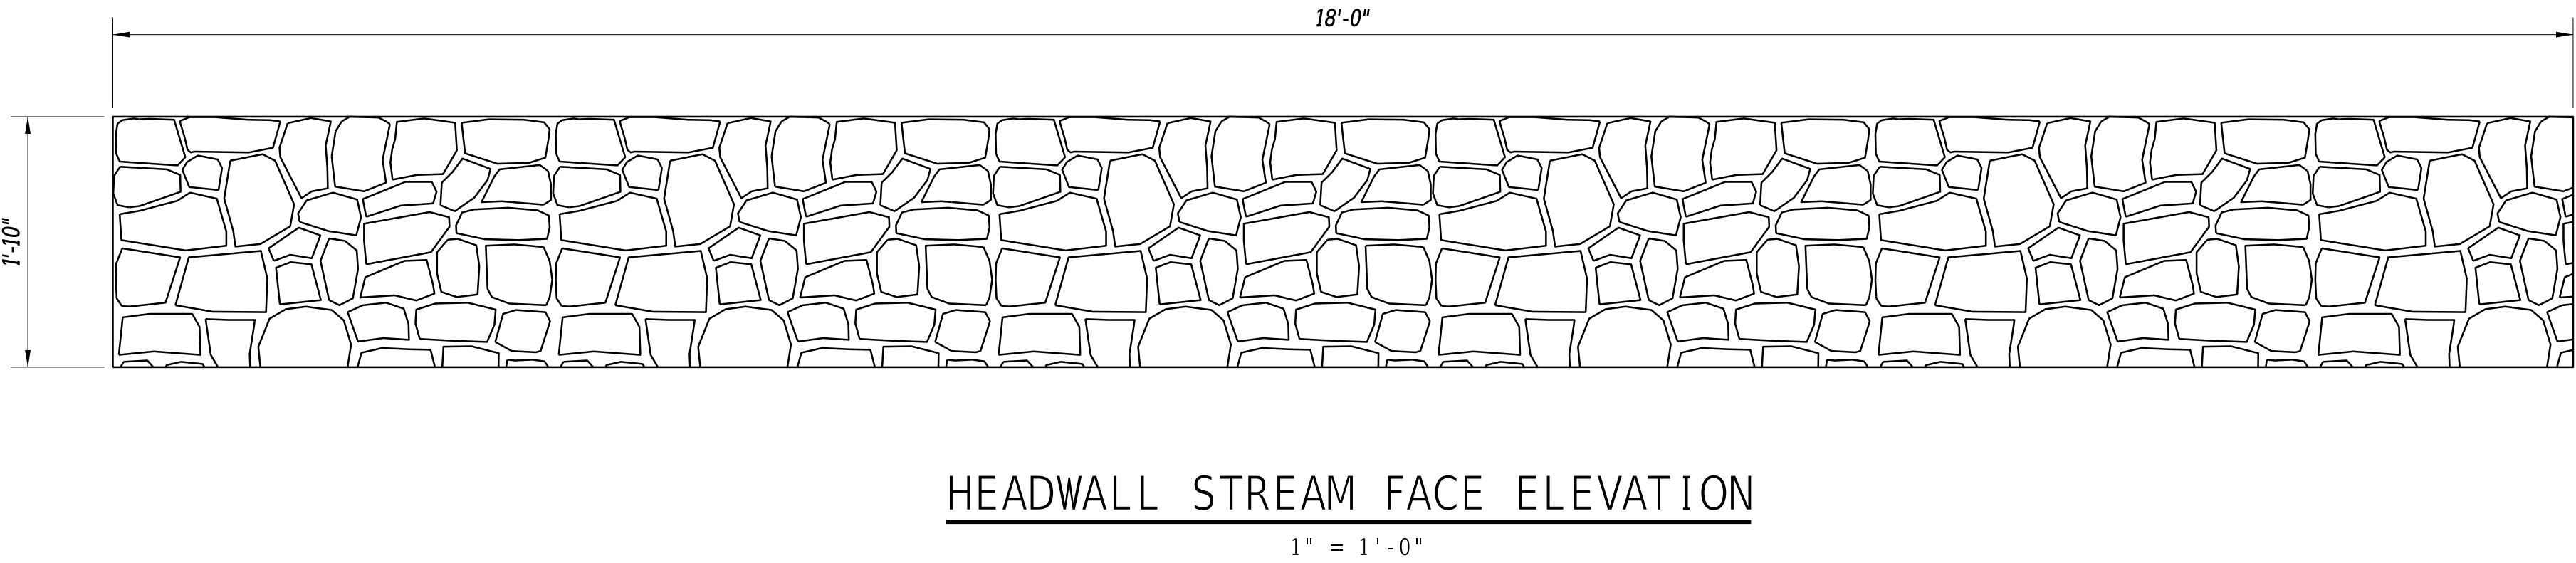 18'-0"
1'-10"
HEADWALL STREAM FACE ELEVATION
1" = 1'-0"